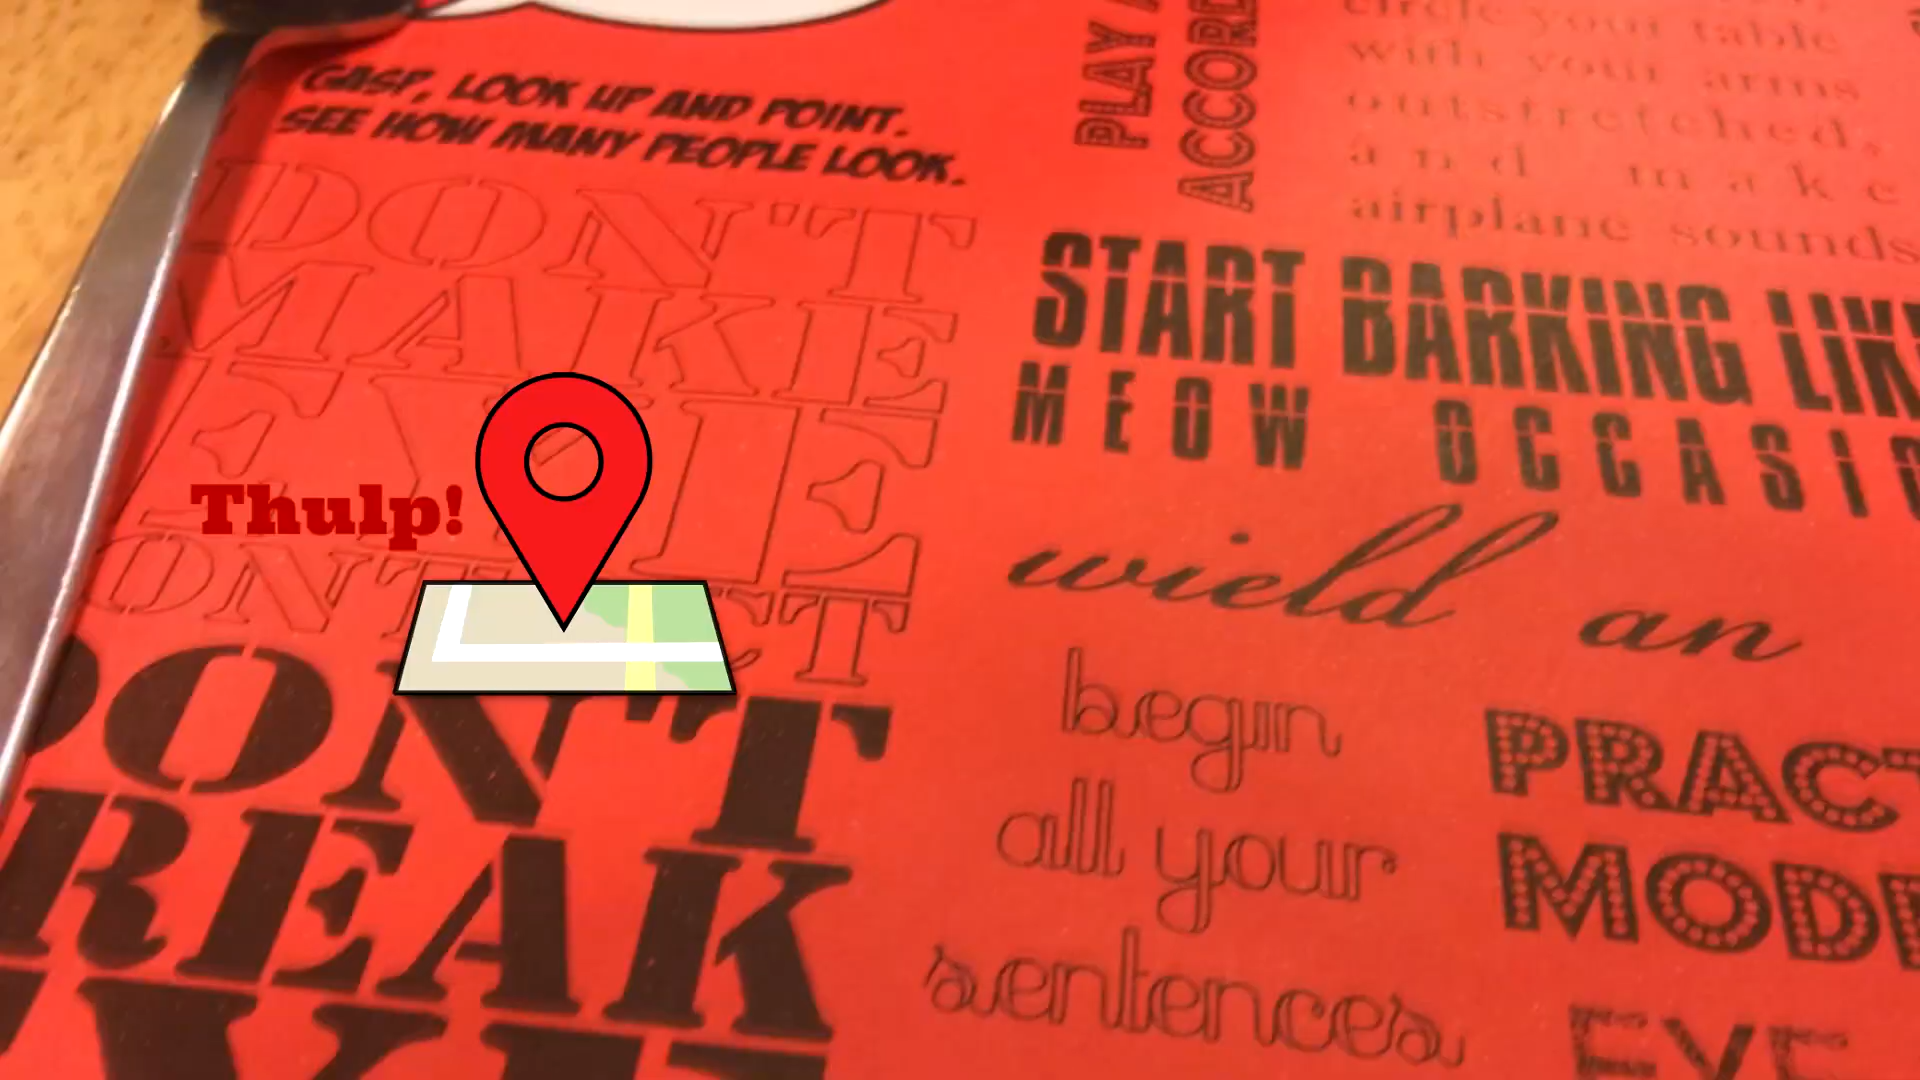 GASP, LOOK UP AND POINT.
SEE HOW MANY PEOPLE LOOK.
DON'T
MAKE
EYE
CONTACT
DON'T
BREAK
EYE
Thulp!
PLAY
ACCORD
circle your table
with your arms
outstretched,
and make
airplane sounds
START BARKING LIK
MEOW OCCASIO
wield an
begin
all your
sentences
PRACT
MODE
EYE